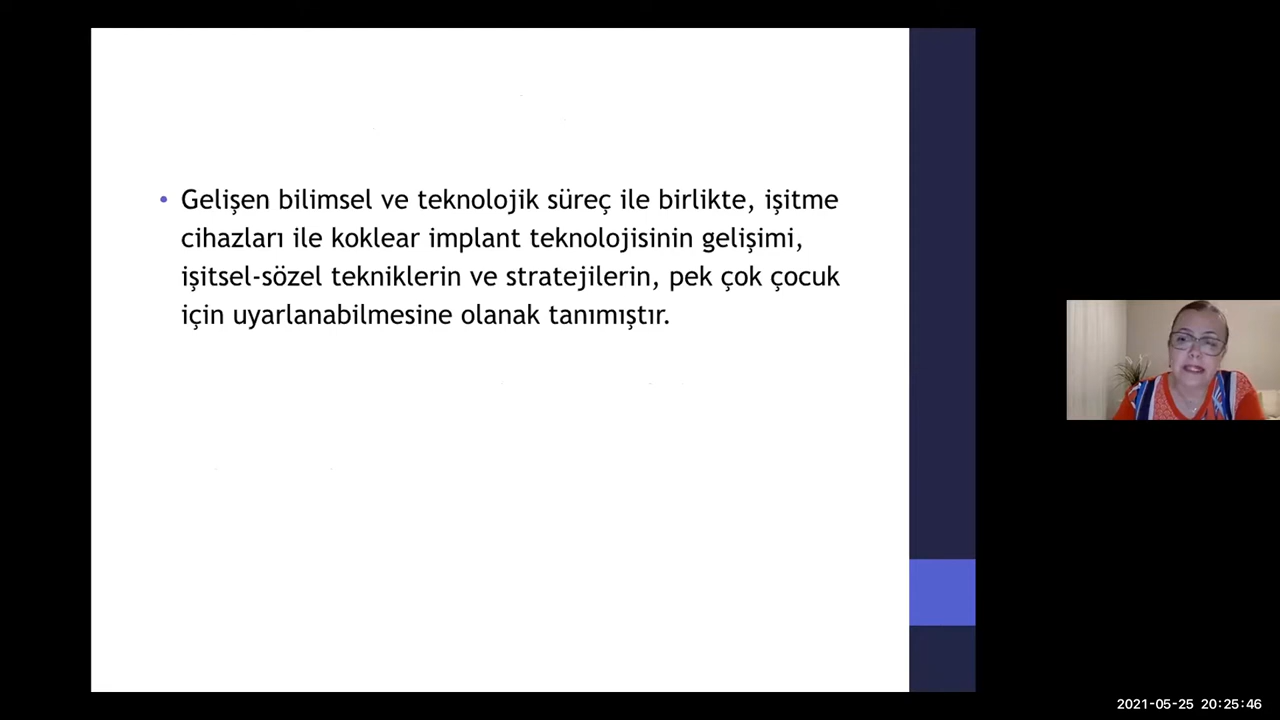 • Gelişen bilimsel ve teknolojik süreç ile birlikte, işitme
cihazları ile koklear implant teknolojisinin gelişimi,
işitsel-sözel tekniklerin ve stratejilerin, pek çok çocuk
için uyarlanabilmesine olanak tanımıştır.
2021-05-25 20:25:46